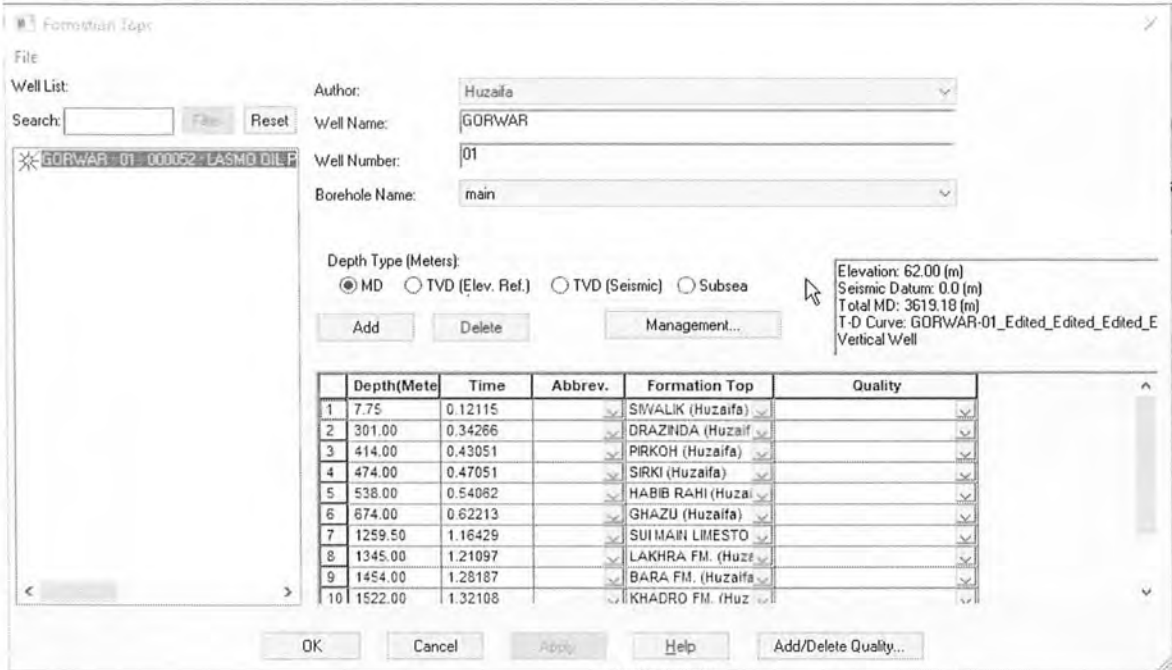 Formation Tops
File
Well List:
Search: Filter Reset
GORWAR - 01 - 000052 - LASMO OIL P
Author: Huzaifa
Well Name: GORWAR
Well Number: 01
Borehole Name: main
Depth Type (Meters):
MD TVD (Elev. Ref.) TVD (Seismic) Subsea
Add Delete Management...
Elevation: 62.00 (m)
Seismic Datum: 0.0 (m)
Total MD: 3619.18 (m)
T-D Curve: GORWAR-01_Edited_Edited_Edited_E
Vertical Well
Depth(Mete Time Abbrev. Formation Top Quality
1 7.75 0.12115 SIWALIK (Huzaifa)
2 301.00 0.34266 DRAZINDA (Huzaif
3 414.00 0.43051 PIRKOH (Huzaifa)
4 474.00 0.47051 SIRKI (Huzaifa)
5 538.00 0.54062 HABIB RAHI (Huzai
6 674.00 0.62213 GHAZIJ (Huzaifa)
7 1259.50 1.16429 SUI MAIN LIMESTO
8 1345.00 1.21097 LAKHRA FM. (Huza
9 1454.00 1.28187 BARA FM. (Huzaifa
10 1522.00 1.32108 KHADRO FM. (Huz
OK Cancel Apply Help Add/Delete Quality...